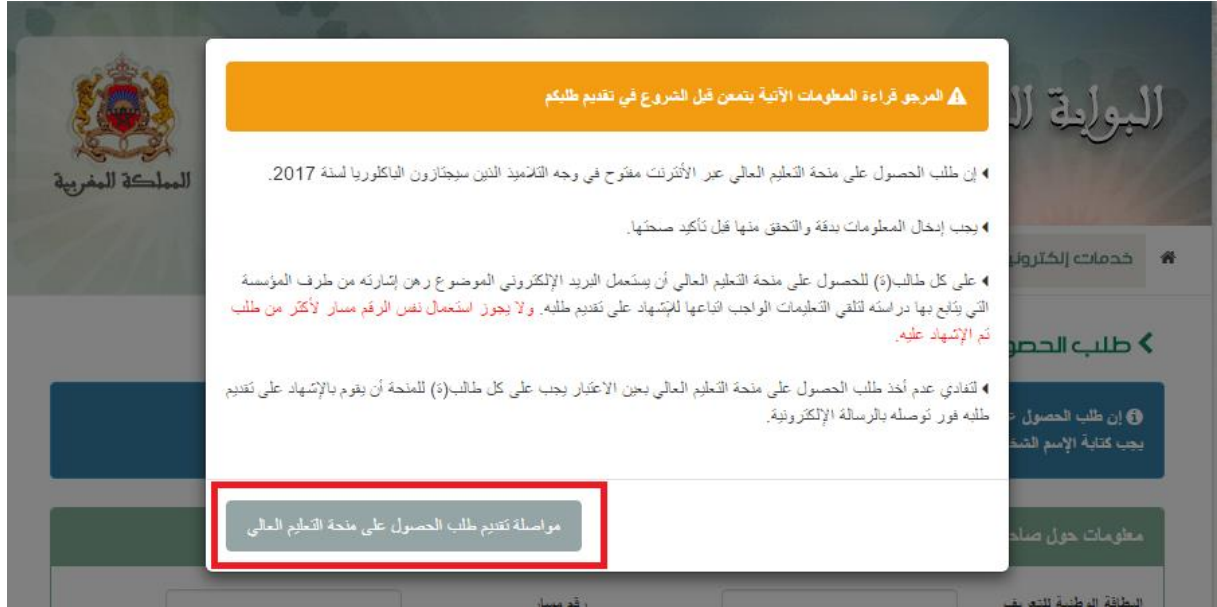 البوابة ال
المملكة المغربية
خدمات إلكتروني
المرجو قراءة المعلومات الآتية بتمعن قبل الشروع في تقديم طلبكم
إن طلب الحصول على منحة التعليم العالي عبر الأنترنت مفتوح في وجه التلاميذ الذين سيجتازون الباكلوريا لسنة 2017.
يجب إدخال المعلومات بدقة والتحقق منها قبل تأكيد صحتها.
على كل طالب(ة) للحصول على منحة التعليم العالي أن يستعمل البريد الإلكتروني الموضوع رهن إشارته من طرف المؤسسة
التي يتابع بها دراسته لتلقي التعليمات الواجب اتباعها للإشهاد على تقديم طلبه. ولا يجوز استعمال نفس الرقم مسار لأكثر من طلب
تم الإشهاد عليه.
لتفادي عدم أخذ طلب الحصول على منحة التعليم العالي بعين الاعتبار يجب على كل طالب(ة) للمنحة أن يقوم بالإشهاد على تقديم
طلبه فور توصله بالرسالة الإلكترونية.
مواصلة تقديم طلب الحصول على منحة التعليم العالي
طلب الحصو
إن طلب الحصول ع
يجب كتابة الإسم الشخ
معلومات حول صاح
البطاقة الوطنية للتعريف
رقم مسار